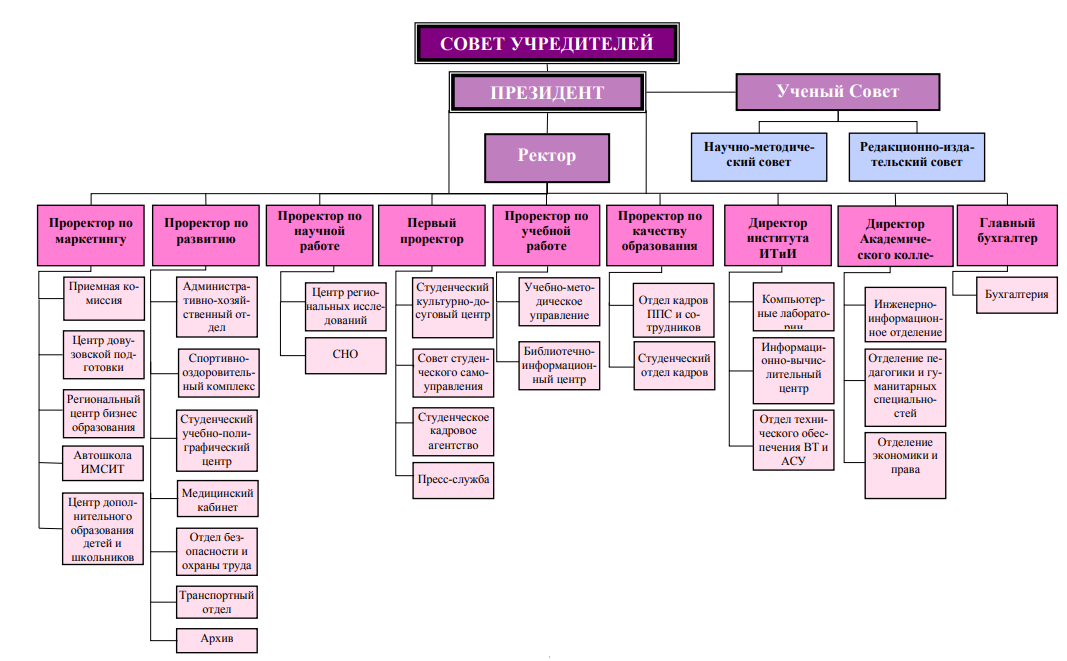 СОВЕТ УЧРЕДИТЕЛЕЙ
ПРЕЗИДЕНТ
Ученый Совет
Ректор
Научно-методиче-
ский совет
Редакционно-изда-
тельский совет
Проректор по
маркетингу
Проректор по
развитию
Проректор по
научной
работе
Первый
проректор
Проректор по
учебной
работе
Проректор по
качеству
образования
Директор
института
ИТиИ
Директор
Академиче-
ского колле-
Главный
бухгалтер
Приемная ко-
миссия
Центр дову-
зовской под-
готовки
Региональный
центр бизнес
образования
Автошкола
ИМСИТ
Центр допол-
нительного
образования
детей и
школьников
Администра-
тивно-хозяй-
ственный от-
дел
Спортивно-
оздоровитель-
ный комплекс
Студенческий
учебно-поли-
графический
центр
Медицинский
кабинет
Отдел без-
опасности и
охраны труда
Транспортный
отдел
Архив
Центр регио-
нальных иссле-
дований
СНО
Студенческий
культурно-до-
суговый центр
Совет студен-
ческого само-
управления
Студенческое
кадровое
агентство
Пресс-служба
Учебно-мето-
дическое
управление
Библиотечно-
информацион-
ный центр
Отдел кадров
ППС и со-
трудников
Студенческий
отдел кадров
Компьютер-
ные лаборато-
рии
Информаци-
онно-вычис-
лительный
центр
Отдел техни-
ческого обес-
печения ВТ и
АСУ
Инженерно-
информацион-
ное отделение
Отделение пе-
дагогики и гу-
манитарных
специально-
стей
Отделение
экономики и
права
Бухгалтерия